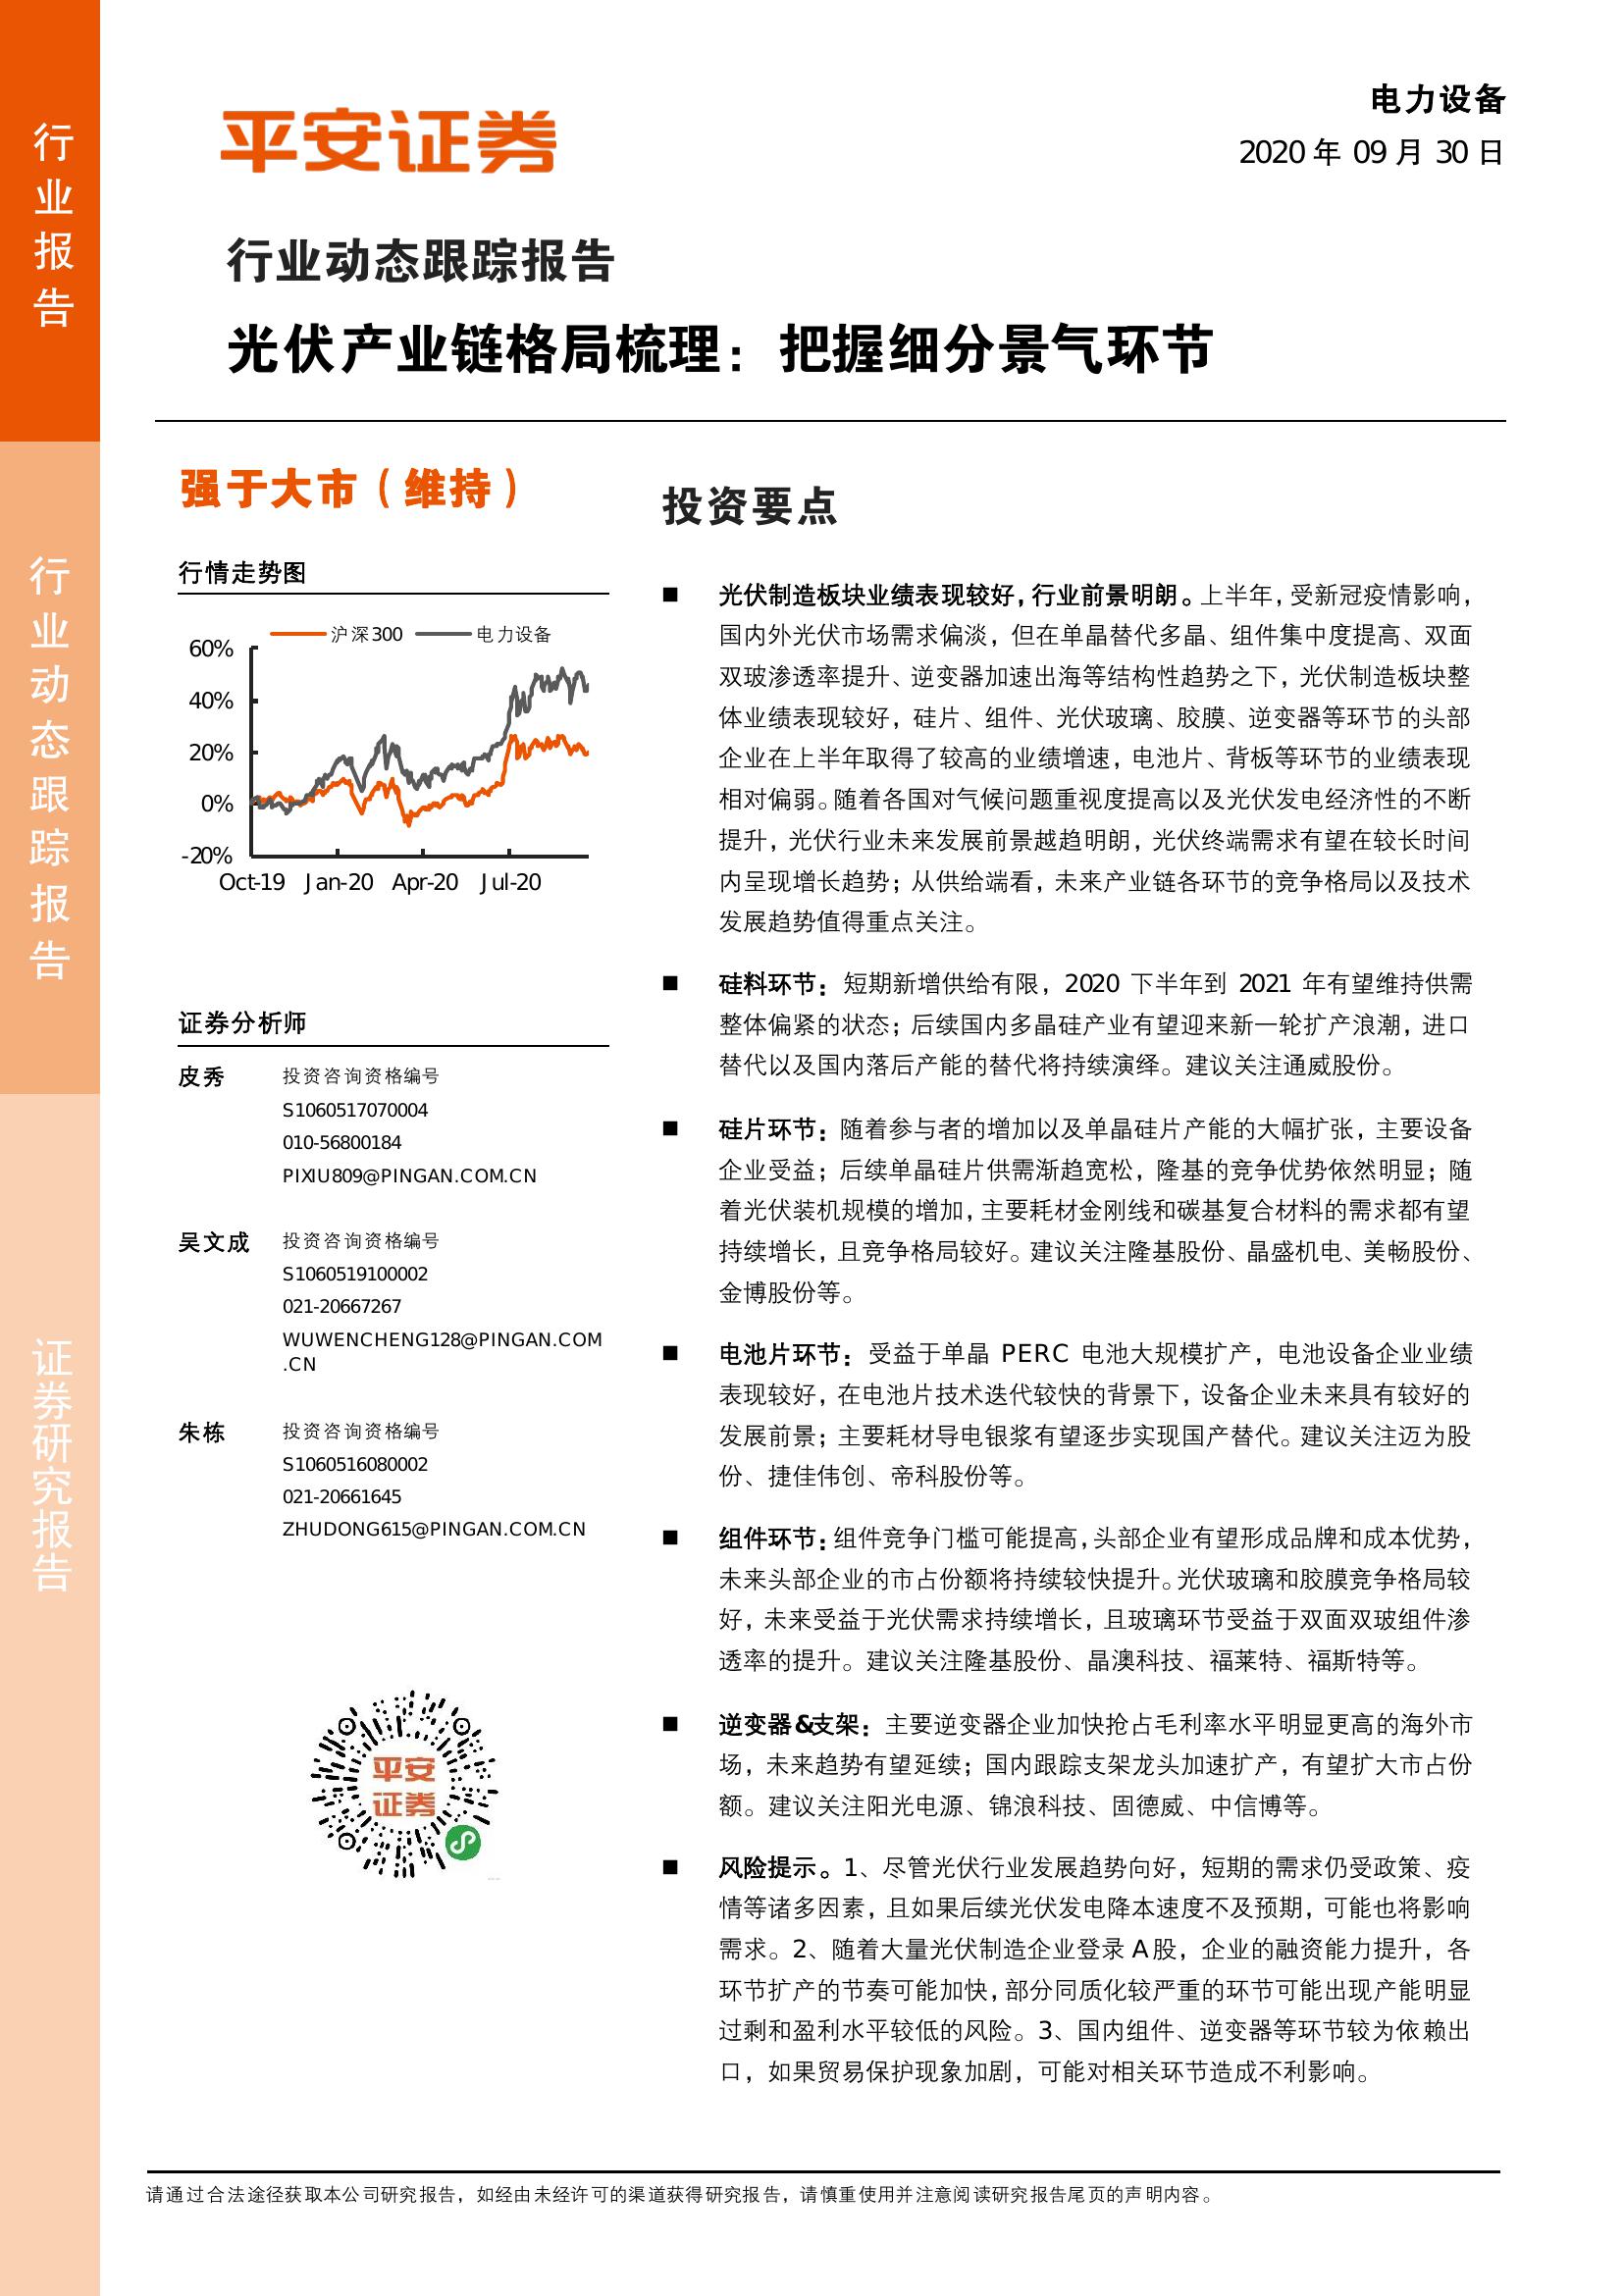 行业报告
行业动态跟踪报告
证券研究报告
平安证券
电力设备
2020 年 09 月 30 日
行业动态跟踪报告
光伏产业链格局梳理：把握细分景气环节
强于大市（维持）
行情走势图
沪深300 电力设备
60%
40%
20%
0%
-20%
Oct-19 Jan-20 Apr-20 Jul-20
证券分析师
皮秀 投资咨询资格编号
S1060517070004
010-56800184
PIXIU809@PINGAN.COM.CN
吴文成 投资咨询资格编号
S1060519100002
021-20667267
WUWENCHENG128@PINGAN.COM
.CN
朱栋 投资咨询资格编号
S1060516080002
021-20661645
ZHUDONG615@PINGAN.COM.CN
平安
证券
投资要点
■ 光伏制造板块业绩表现较好，行业前景明朗。上半年，受新冠疫情影响，
国内外光伏市场需求偏淡，但在单晶替代多晶、组件集中度提高、双面
双玻渗透率提升、逆变器加速出海等结构性趋势之下，光伏制造板块整
体业绩表现较好，硅片、组件、光伏玻璃、胶膜、逆变器等环节的头部
企业在上半年取得了较高的业绩增速，电池片、背板等环节的业绩表现
相对偏弱。随着各国对气候问题重视度提高以及光伏发电经济性的不断
提升，光伏行业未来发展前景越趋明朗，光伏终端需求有望在较长时间
内呈现增长趋势；从供给端看，未来产业链各环节的竞争格局以及技术
发展趋势值得重点关注。
■ 硅料环节：短期新增供给有限，2020 下半年到 2021 年有望维持供需
整体偏紧的状态；后续国内多晶硅产业有望迎来新一轮扩产浪潮，进口
替代以及国内落后产能的替代将持续演绎。建议关注通威股份。
■ 硅片环节：随着参与者的增加以及单晶硅片产能的大幅扩张，主要设备
企业受益；后续单晶硅片供需渐趋宽松，隆基的竞争优势依然明显；随
着光伏装机规模的增加，主要耗材金刚线和碳基复合材料的需求都有望
持续增长，且竞争格局较好。建议关注隆基股份、晶盛机电、美畅股份、
金博股份等。
■ 电池片环节：受益于单晶 PERC 电池大规模扩产，电池设备企业业绩
表现较好，在电池片技术迭代较快的背景下，设备企业未来具有较好的
发展前景；主要耗材导电银浆有望逐步实现国产替代。建议关注迈为股
份、捷佳伟创、帝科股份等。
■ 组件环节：组件竞争门槛可能提高，头部企业有望形成品牌和成本优势，
未来头部企业的市占份额将持续较快提升。光伏玻璃和胶膜竞争格局较
好，未来受益于光伏需求持续增长，且玻璃环节受益于双面双玻组件渗
透率的提升。建议关注隆基股份、晶澳科技、福莱特、福斯特等。
■ 逆变器&支架：主要逆变器企业加快抢占毛利率水平明显更高的海外市
场，未来趋势有望延续；国内跟踪支架龙头加速扩产，有望扩大市占份
额。建议关注阳光电源、锦浪科技、固德威、中信博等。
■ 风险提示。1、尽管光伏行业发展趋势向好，短期的需求仍受政策、疫
情等诸多因素，且如果后续光伏发电降本速度不及预期，可能也将影响
需求。2、随着大量光伏制造企业登录 A 股，企业的融资能力提升，各
环节扩产的节奏可能加快，部分同质化较严重的环节可能出现产能明显
过剩和盈利水平较低的风险。3、国内组件、逆变器等环节较为依赖出
口，如果贸易保护现象加剧，可能对相关环节造成不利影响。
请通过合法途径获取本公司研究报告，如经由未经许可的渠道获得研究报告，请慎重使用并注意阅读研究报告尾页的声明内容。